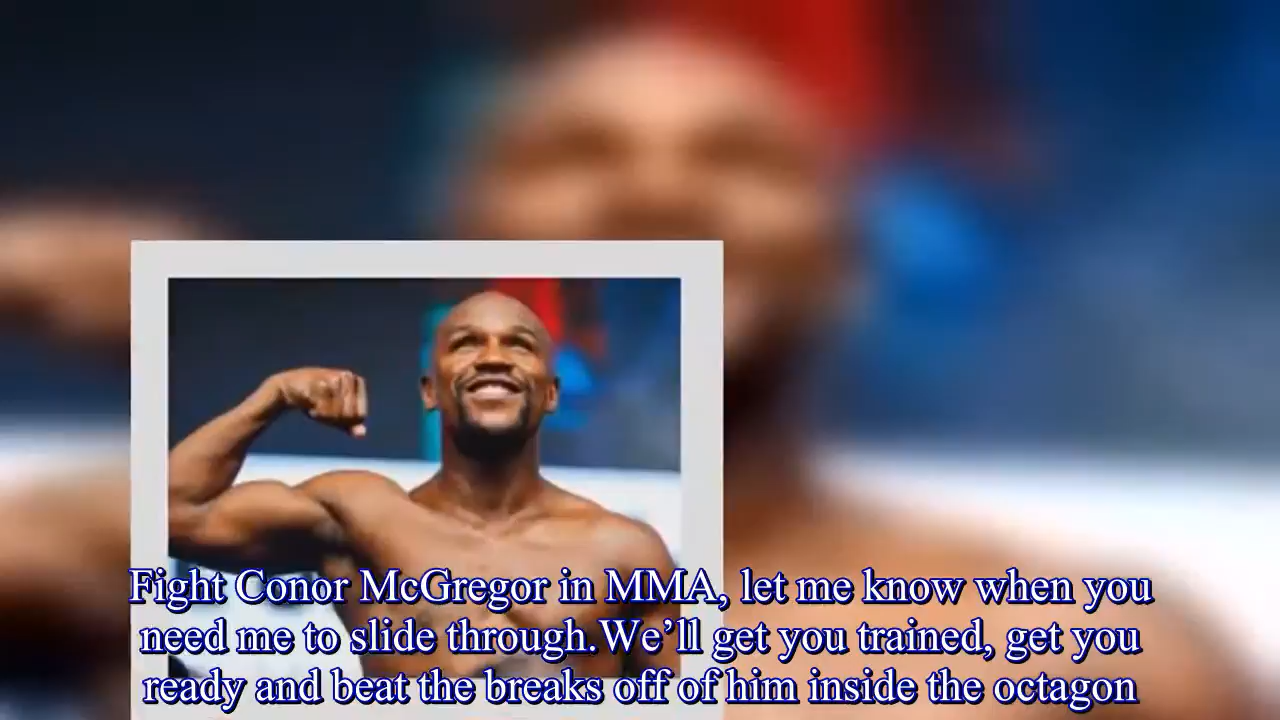 Fight Conor McGregor in MMA, let me know when you
need me to slide through.We’ll get you trained, get you
ready and beat the breaks off of him inside the octagon